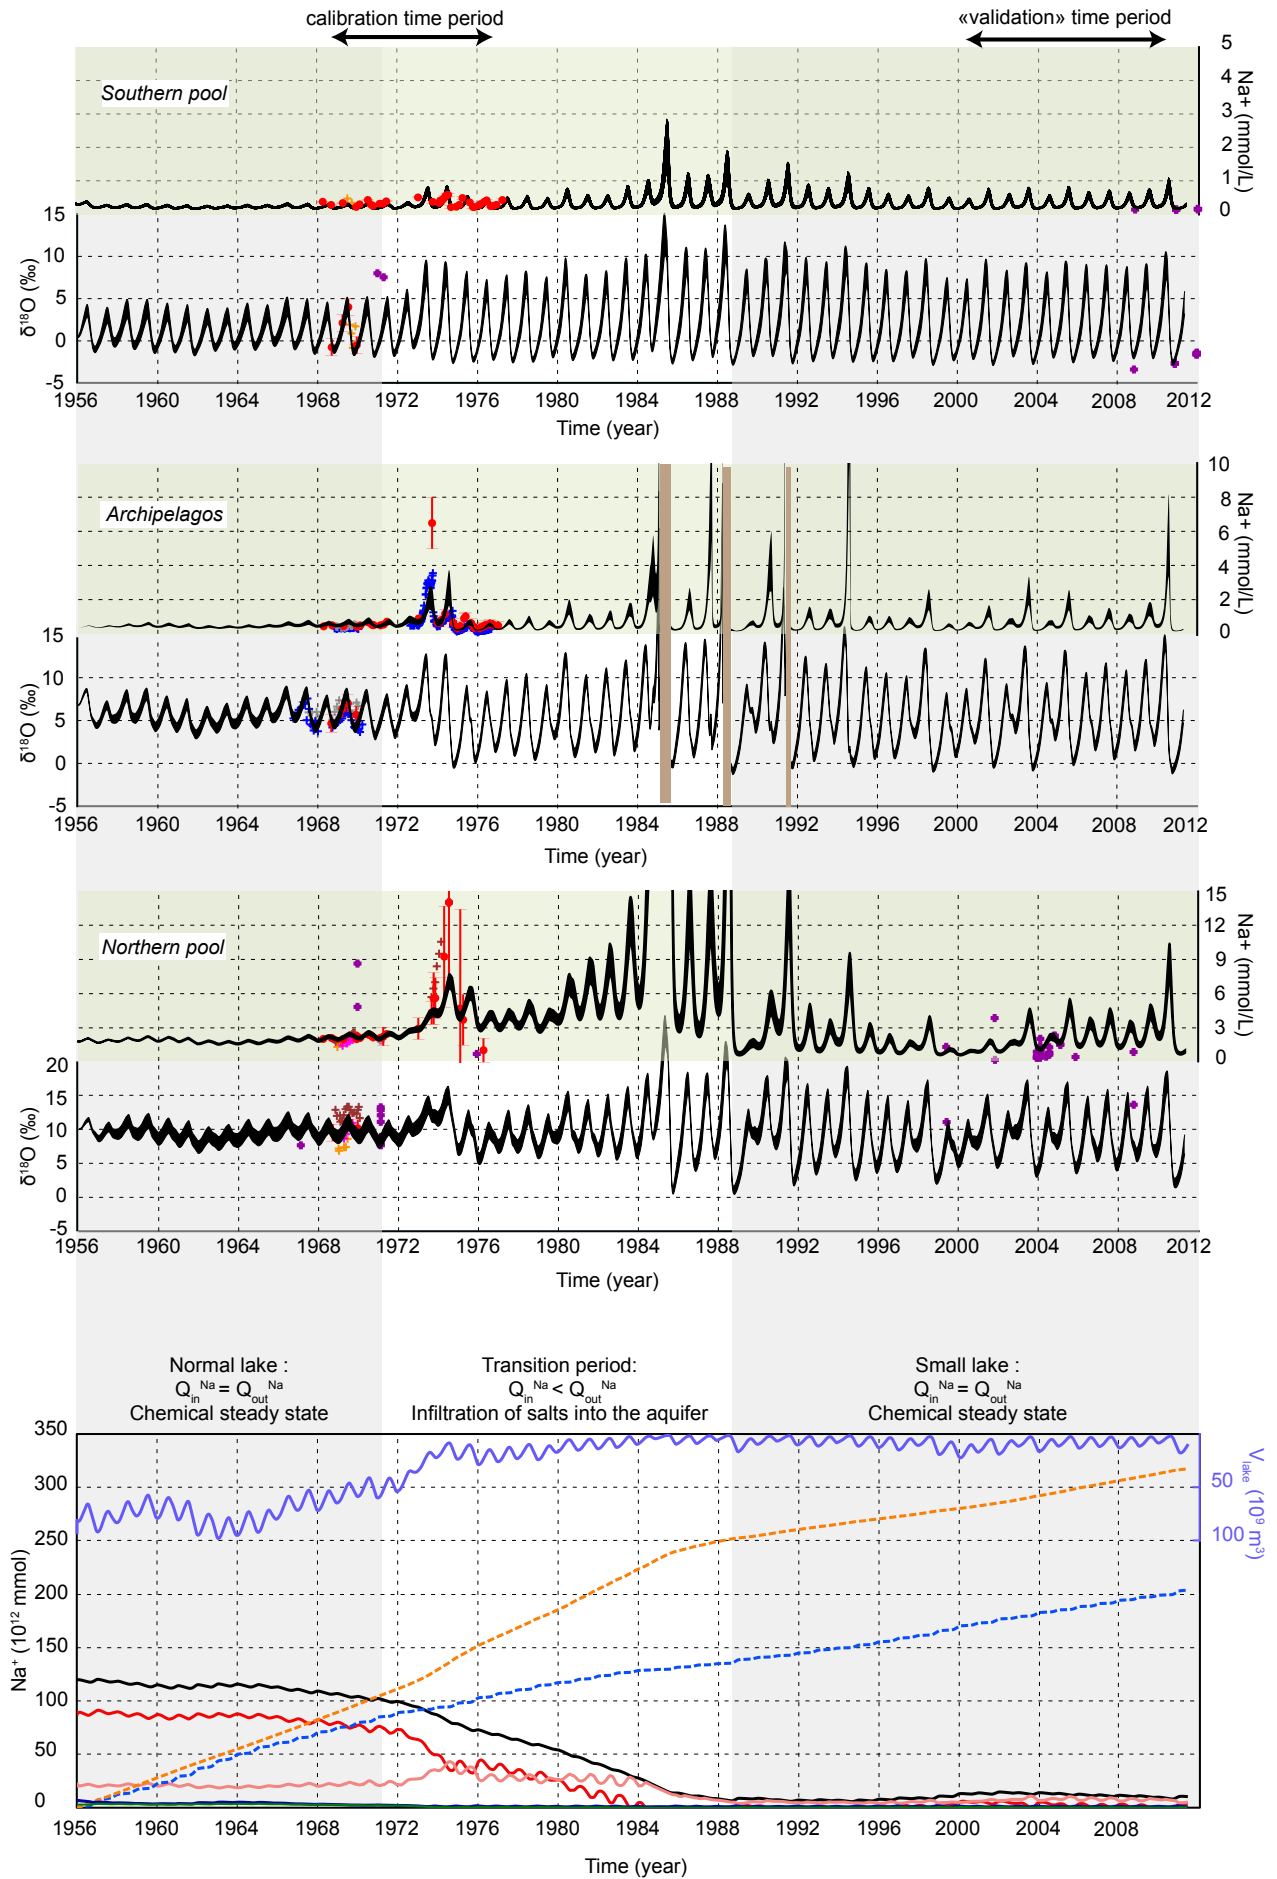 calibration time period
«validation» time period
Southern pool
5
4
3
2
1
0
Na+ (mmol/L)
15
10
5
0
-5
δ¹⁸O (‰)
1956 1960 1964 1968 1972 1976 1980 1984 1988 1992 1996 2000 2004 2008 2012
Time (year)
Archipelagos
10
8
6
4
2
0
Na+ (mmol/L)
15
10
5
0
-5
δ¹⁸O (‰)
1956 1960 1964 1968 1972 1976 1980 1984 1988 1992 1996 2000 2004 2008 2012
Time (year)
Northern pool
15
12
9
6
3
0
Na+ (mmol/L)
20
15
10
5
0
-5
δ¹⁸O (‰)
1956 1960 1964 1968 1972 1976 1980 1984 1988 1992 1996 2000 2004 2008 2012
Time (year)
Normal lake :
Q_in^Na = Q_out^Na
Chemical steady state
Transition period:
Q_in^Na < Q_out^Na
Infiltration of salts into the aquifer
Small lake :
Q_in^Na = Q_out^Na
Chemical steady state
350
300
250
200
150
100
50
0
Na⁺ (10¹² mmol)
50
100
V_lake (10⁹ m³)
1956 1960 1964 1968 1972 1976 1980 1984 1988 1992 1996 2000 2004 2008
Time (year)